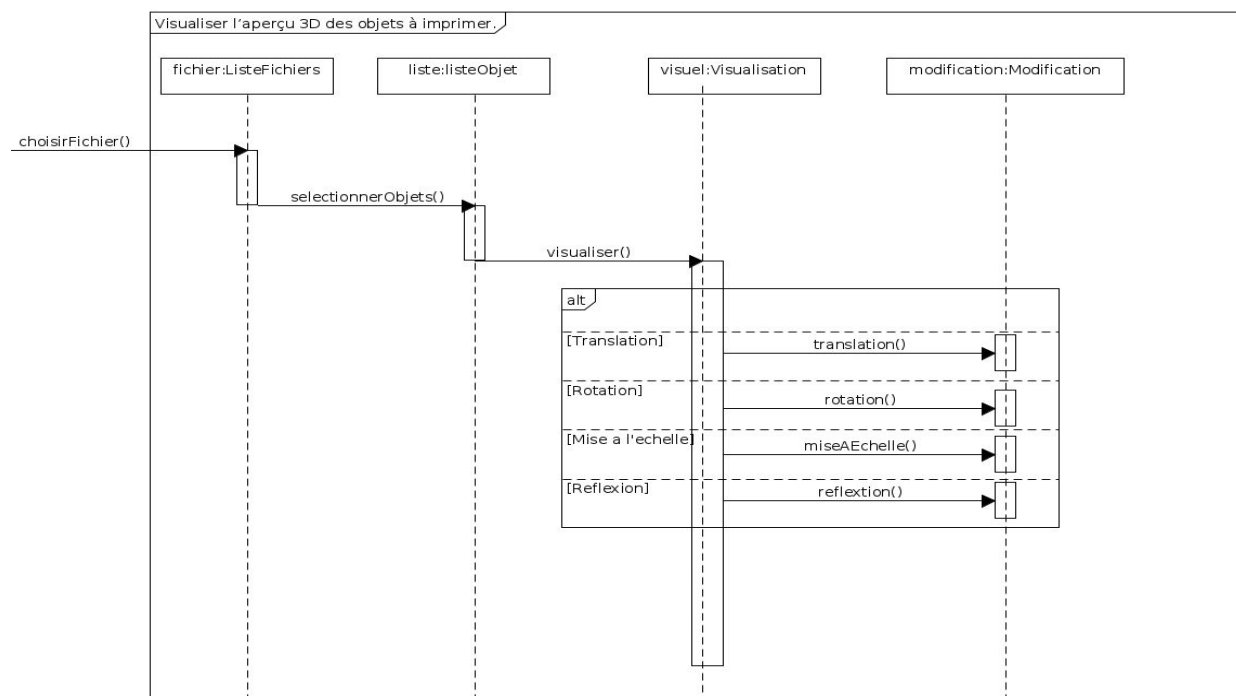 Visualiser l'aperçu 3D des objets à imprimer.
fichier:ListeFichiers
liste:listeObjet
visuel:Visualisation
modification:Modification
choisirFichier()
selectionnerObjets()
visualiser()
alt
[Translation]
translation()
[Rotation]
rotation()
[Mise a l'echelle]
miseAEchelle()
[Reflexion]
reflextion()